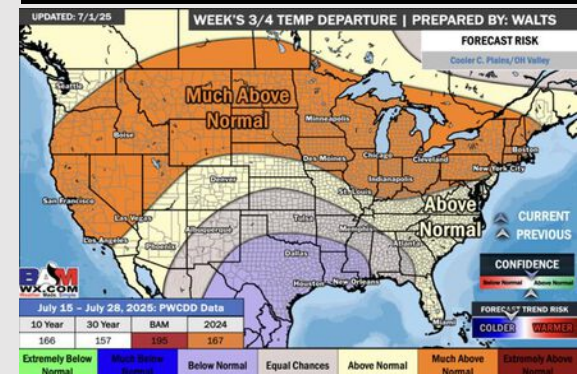 UPDATED: 7/1/25
WEEK'S 3/4 TEMP DEPARTURE | PREPARED BY: WALTS
FORECAST RISK
Cooler C. Plains/OH Valley
Seattle
Much Above
Normal
Minneapolis
Boise
Boston
Des Moines
Chicago
Cleveland
New York City
Indianapolis
Denver
St. Louis
San Francisco
Above
Normal
Las Vegas
Tulsa
Memphis
Los Angeles
Albuquerque
Phoenix
Atlanta
CURRENT
PREVIOUS
Dallas
Houston
New Orleans
Miami
CONFIDENCE
Below Normal Above Normal
FORECAST TREND RISK
COLDER WARMER
BAM
WX.COM
July 15 – July 28, 2025: PWCDD Data
10 Year 30 Year BAM 2024
166 157 195 167
Extremely Below Normal
Much Below Normal
Below Normal
Equal Chances
Above Normal
Much Above Normal
Extremely Above Normal